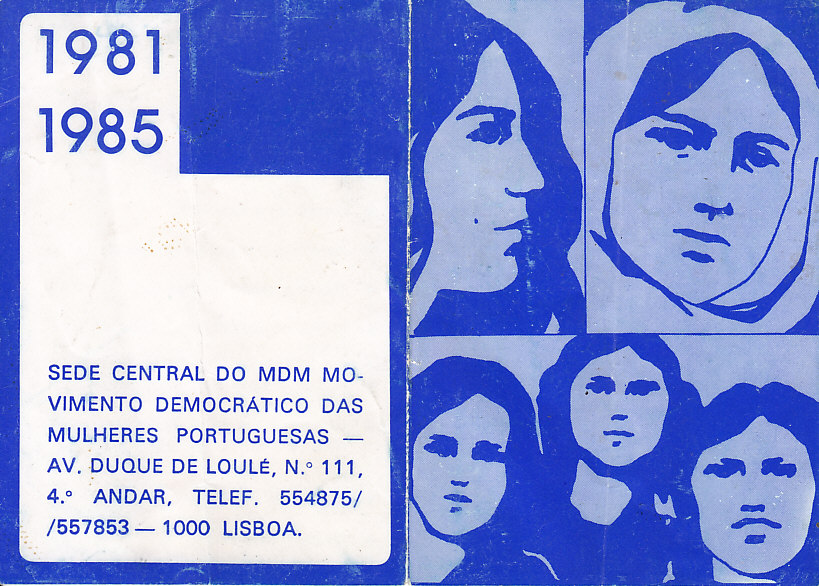 1981
1985
SEDE CENTRAL DO MDM MO-
VIMENTO DEMOCRÁTICO DAS
MULHERES PORTUGUESAS —
AV. DUQUE DE LOULÉ, N.º 111,
4.º ANDAR, TELEF. 554875/
/557853 — 1000 LISBOA.